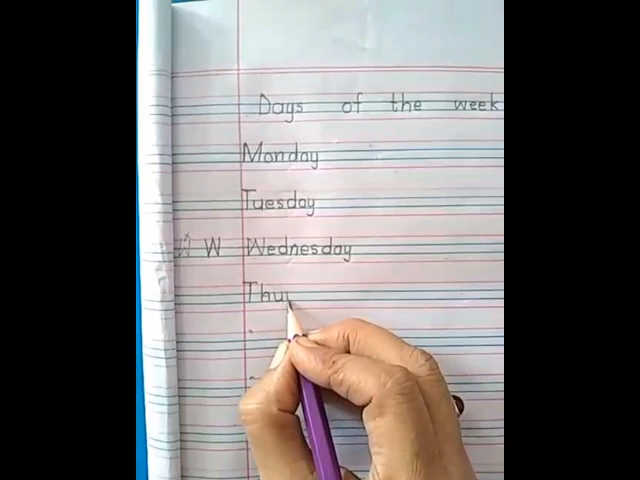 Days of the week
Monday
Tuesday
W W Wednesday
Thu